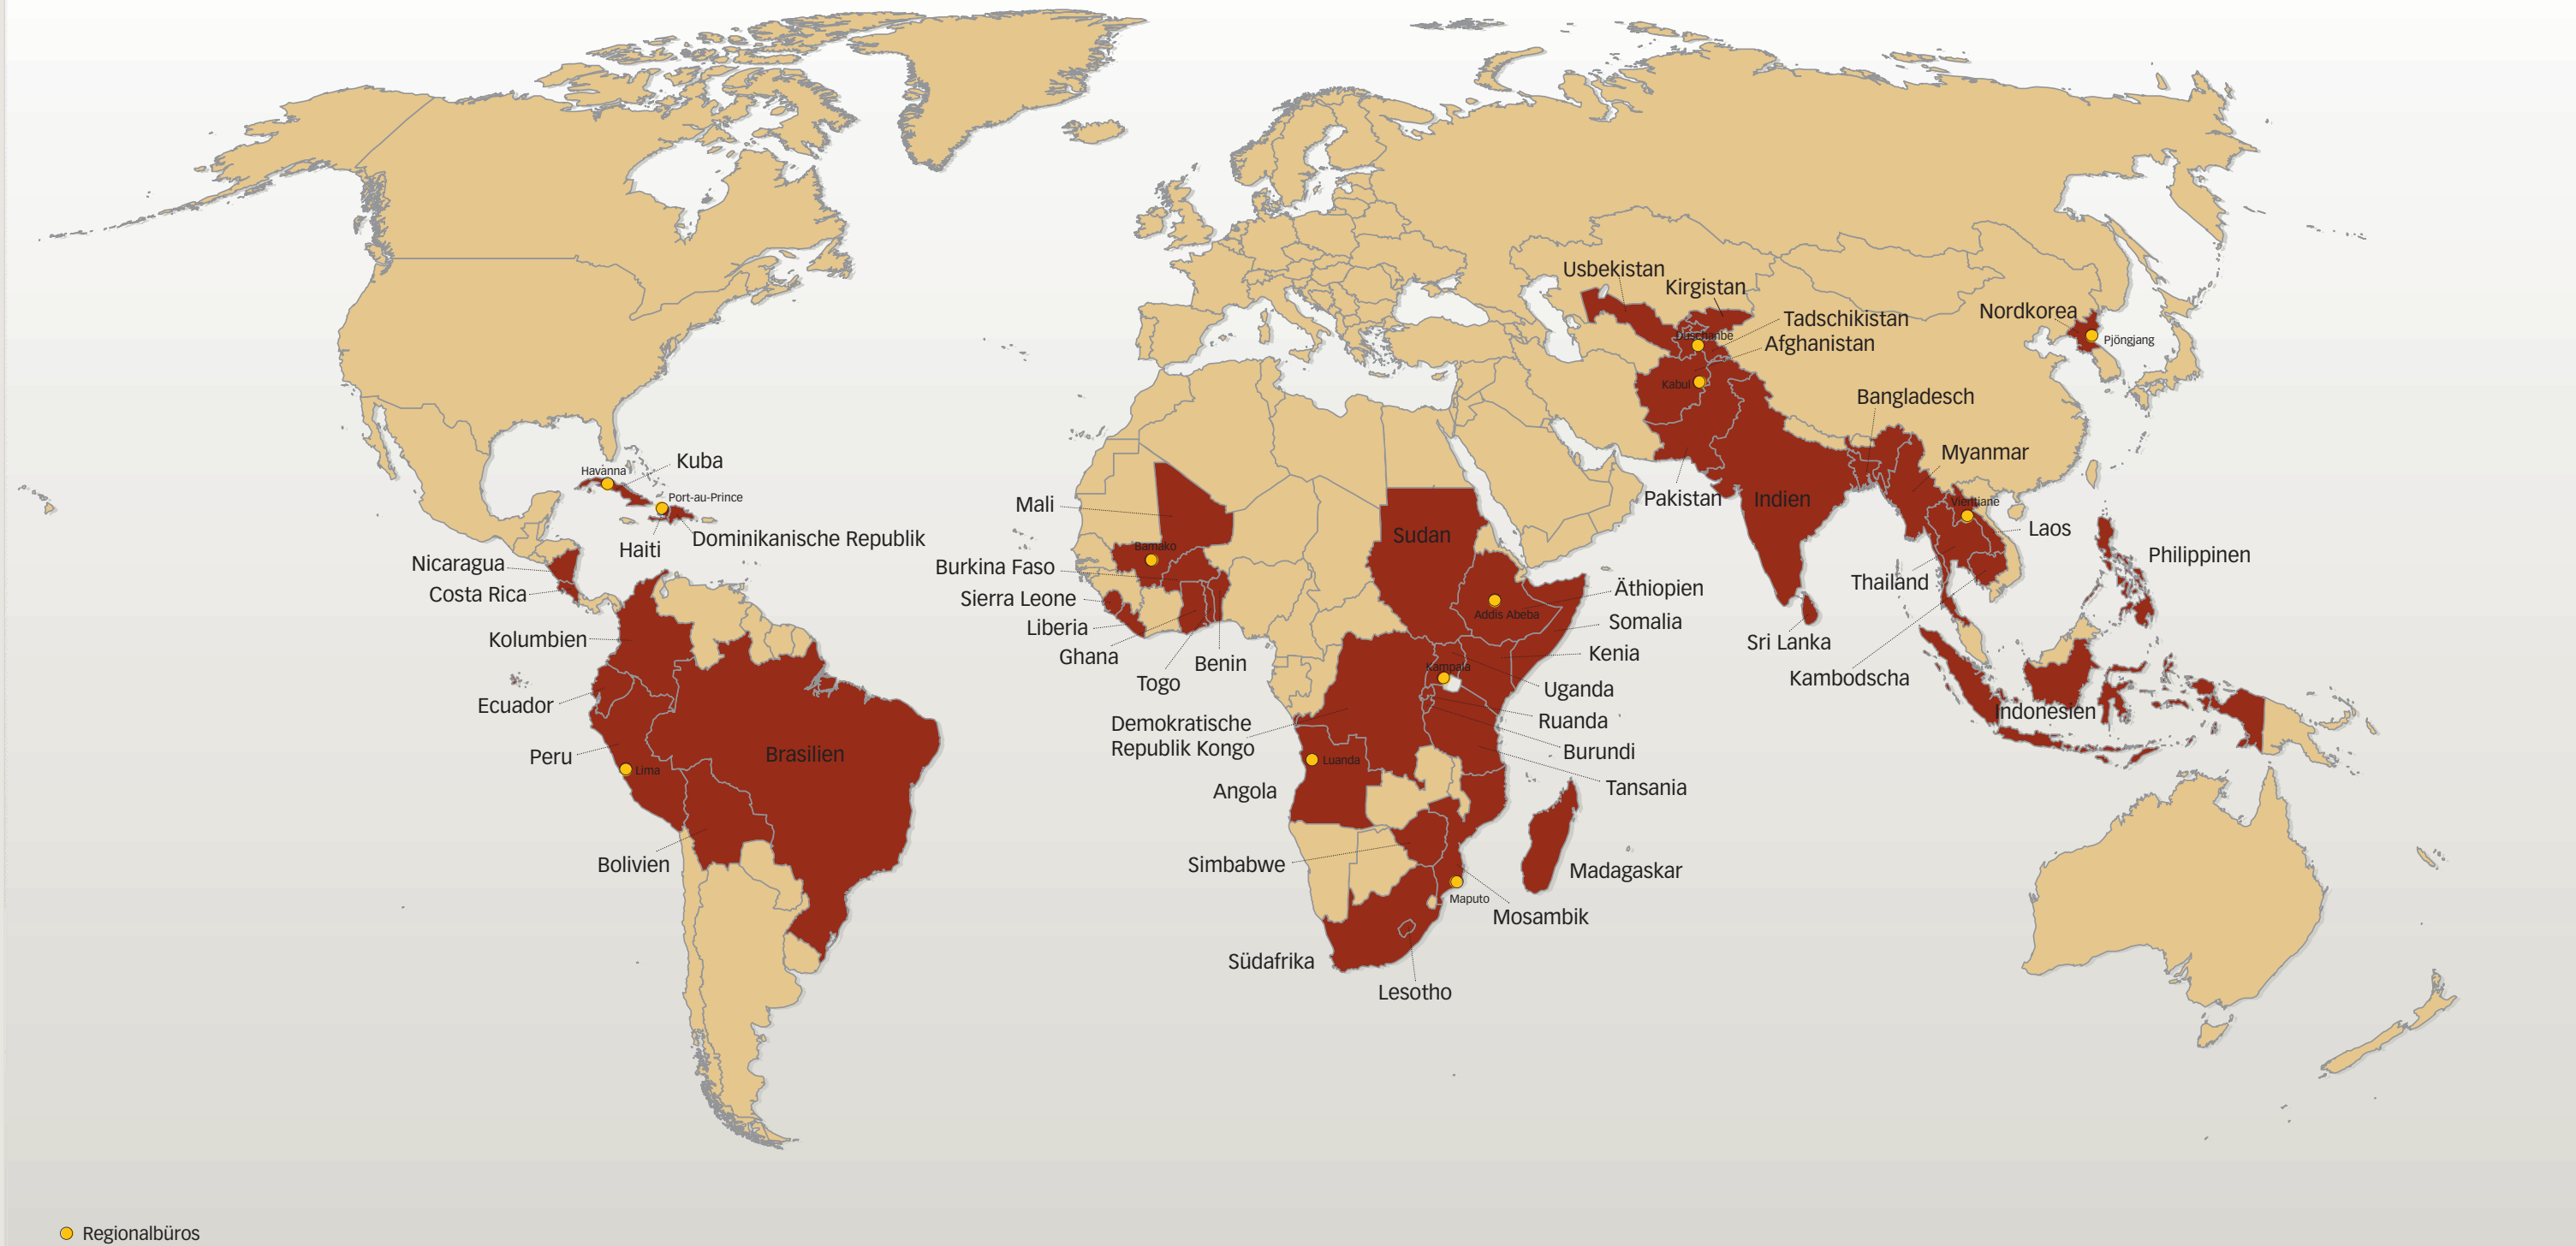 Usbekistan
Kirgistan
Tadschikistan
Duschanbe
Afghanistan
Kabul
Nordkorea
Pjöngjang
Bangladesch
Myanmar
Pakistan
Indien
Vientiane
Laos
Philippinen
Thailand
Sri Lanka
Kambodscha
Indonesien
Kuba
Havanna
Port-au-Prince
Dominikanische Republik
Haiti
Nicaragua
Costa Rica
Kolumbien
Ecuador
Peru
Lima
Brasilien
Bolivien
Mali
Bamako
Burkina Faso
Sierra Leone
Liberia
Ghana
Togo
Benin
Sudan
Äthiopien
Addis Abeba
Somalia
Kenia
Kampala
Uganda
Ruanda
Burundi
Tansania
Demokratische
Republik Kongo
Luanda
Angola
Simbabwe
Madagaskar
Maputo
Mosambik
Südafrika
Lesotho
Regionalbüros